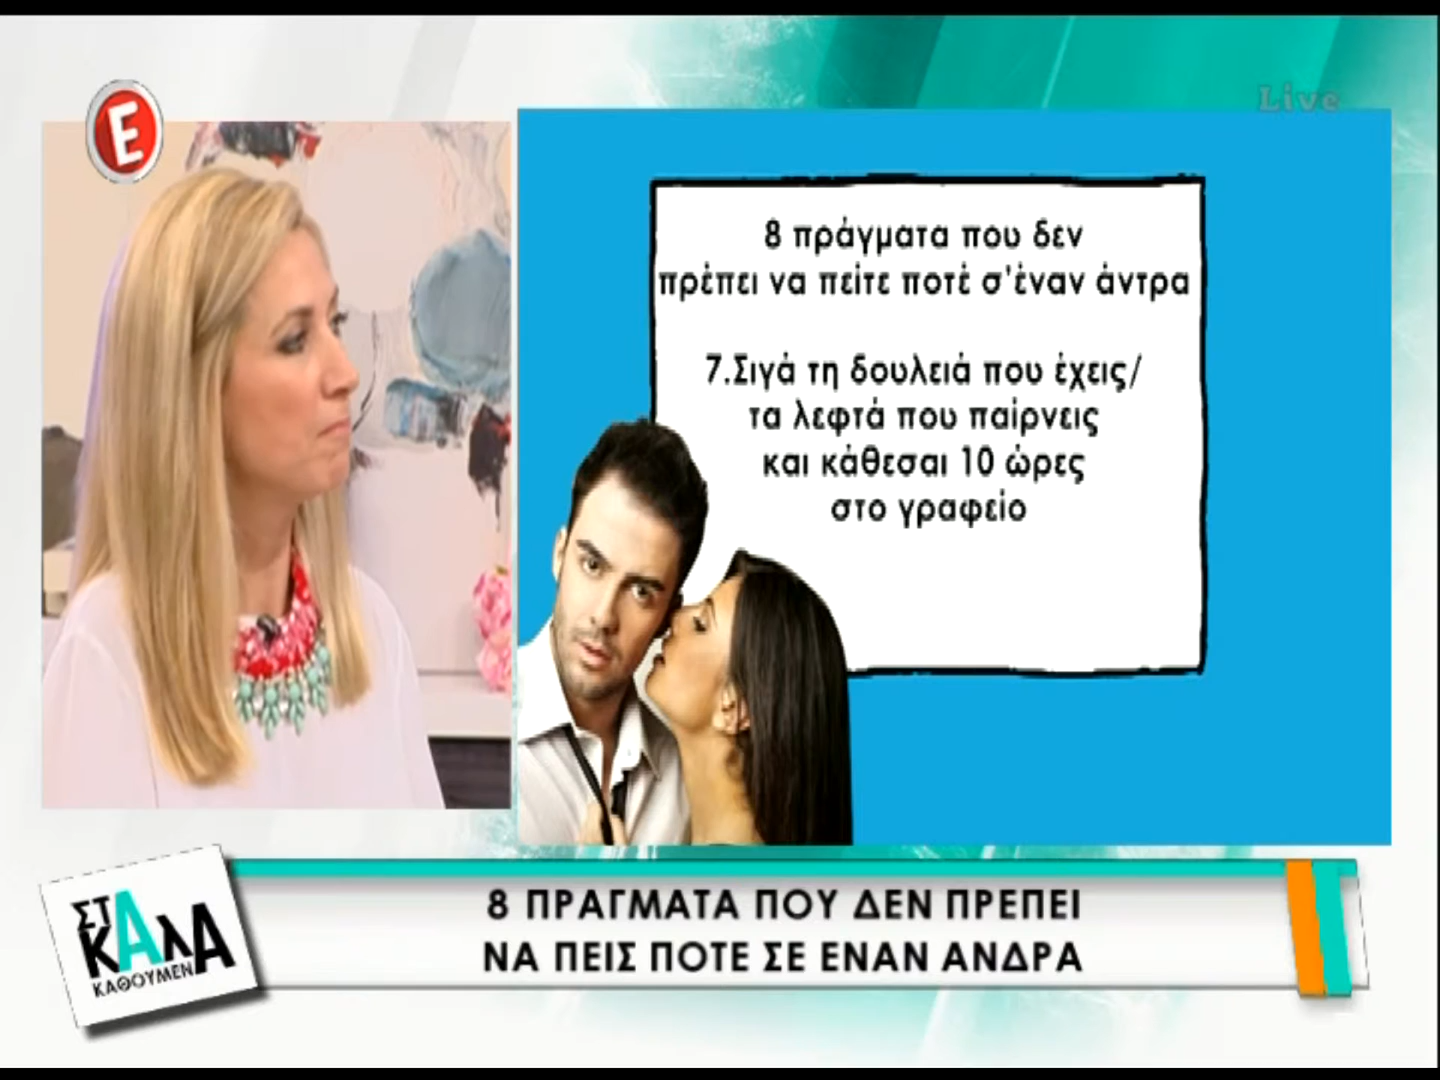 E
Live
8 πράγματα που δεν
πρέπει να πείτε ποτέ σ'έναν άντρα
7.Σιγά τη δουλειά που έχεις/
τα λεφτά που παίρνεις
και κάθεσαι 10 ώρες
στο γραφείο
ΣΤ
ΚΑΛΑ
ΚΑΘΟΥΜΕΝ
8 ΠΡΑΓΜΑΤΑ ΠΟΥ ΔΕΝ ΠΡΕΠΕΙ
ΝΑ ΠΕΙΣ ΠΟΤΕ ΣΕ ΕΝΑΝ ΑΝΔΡΑ